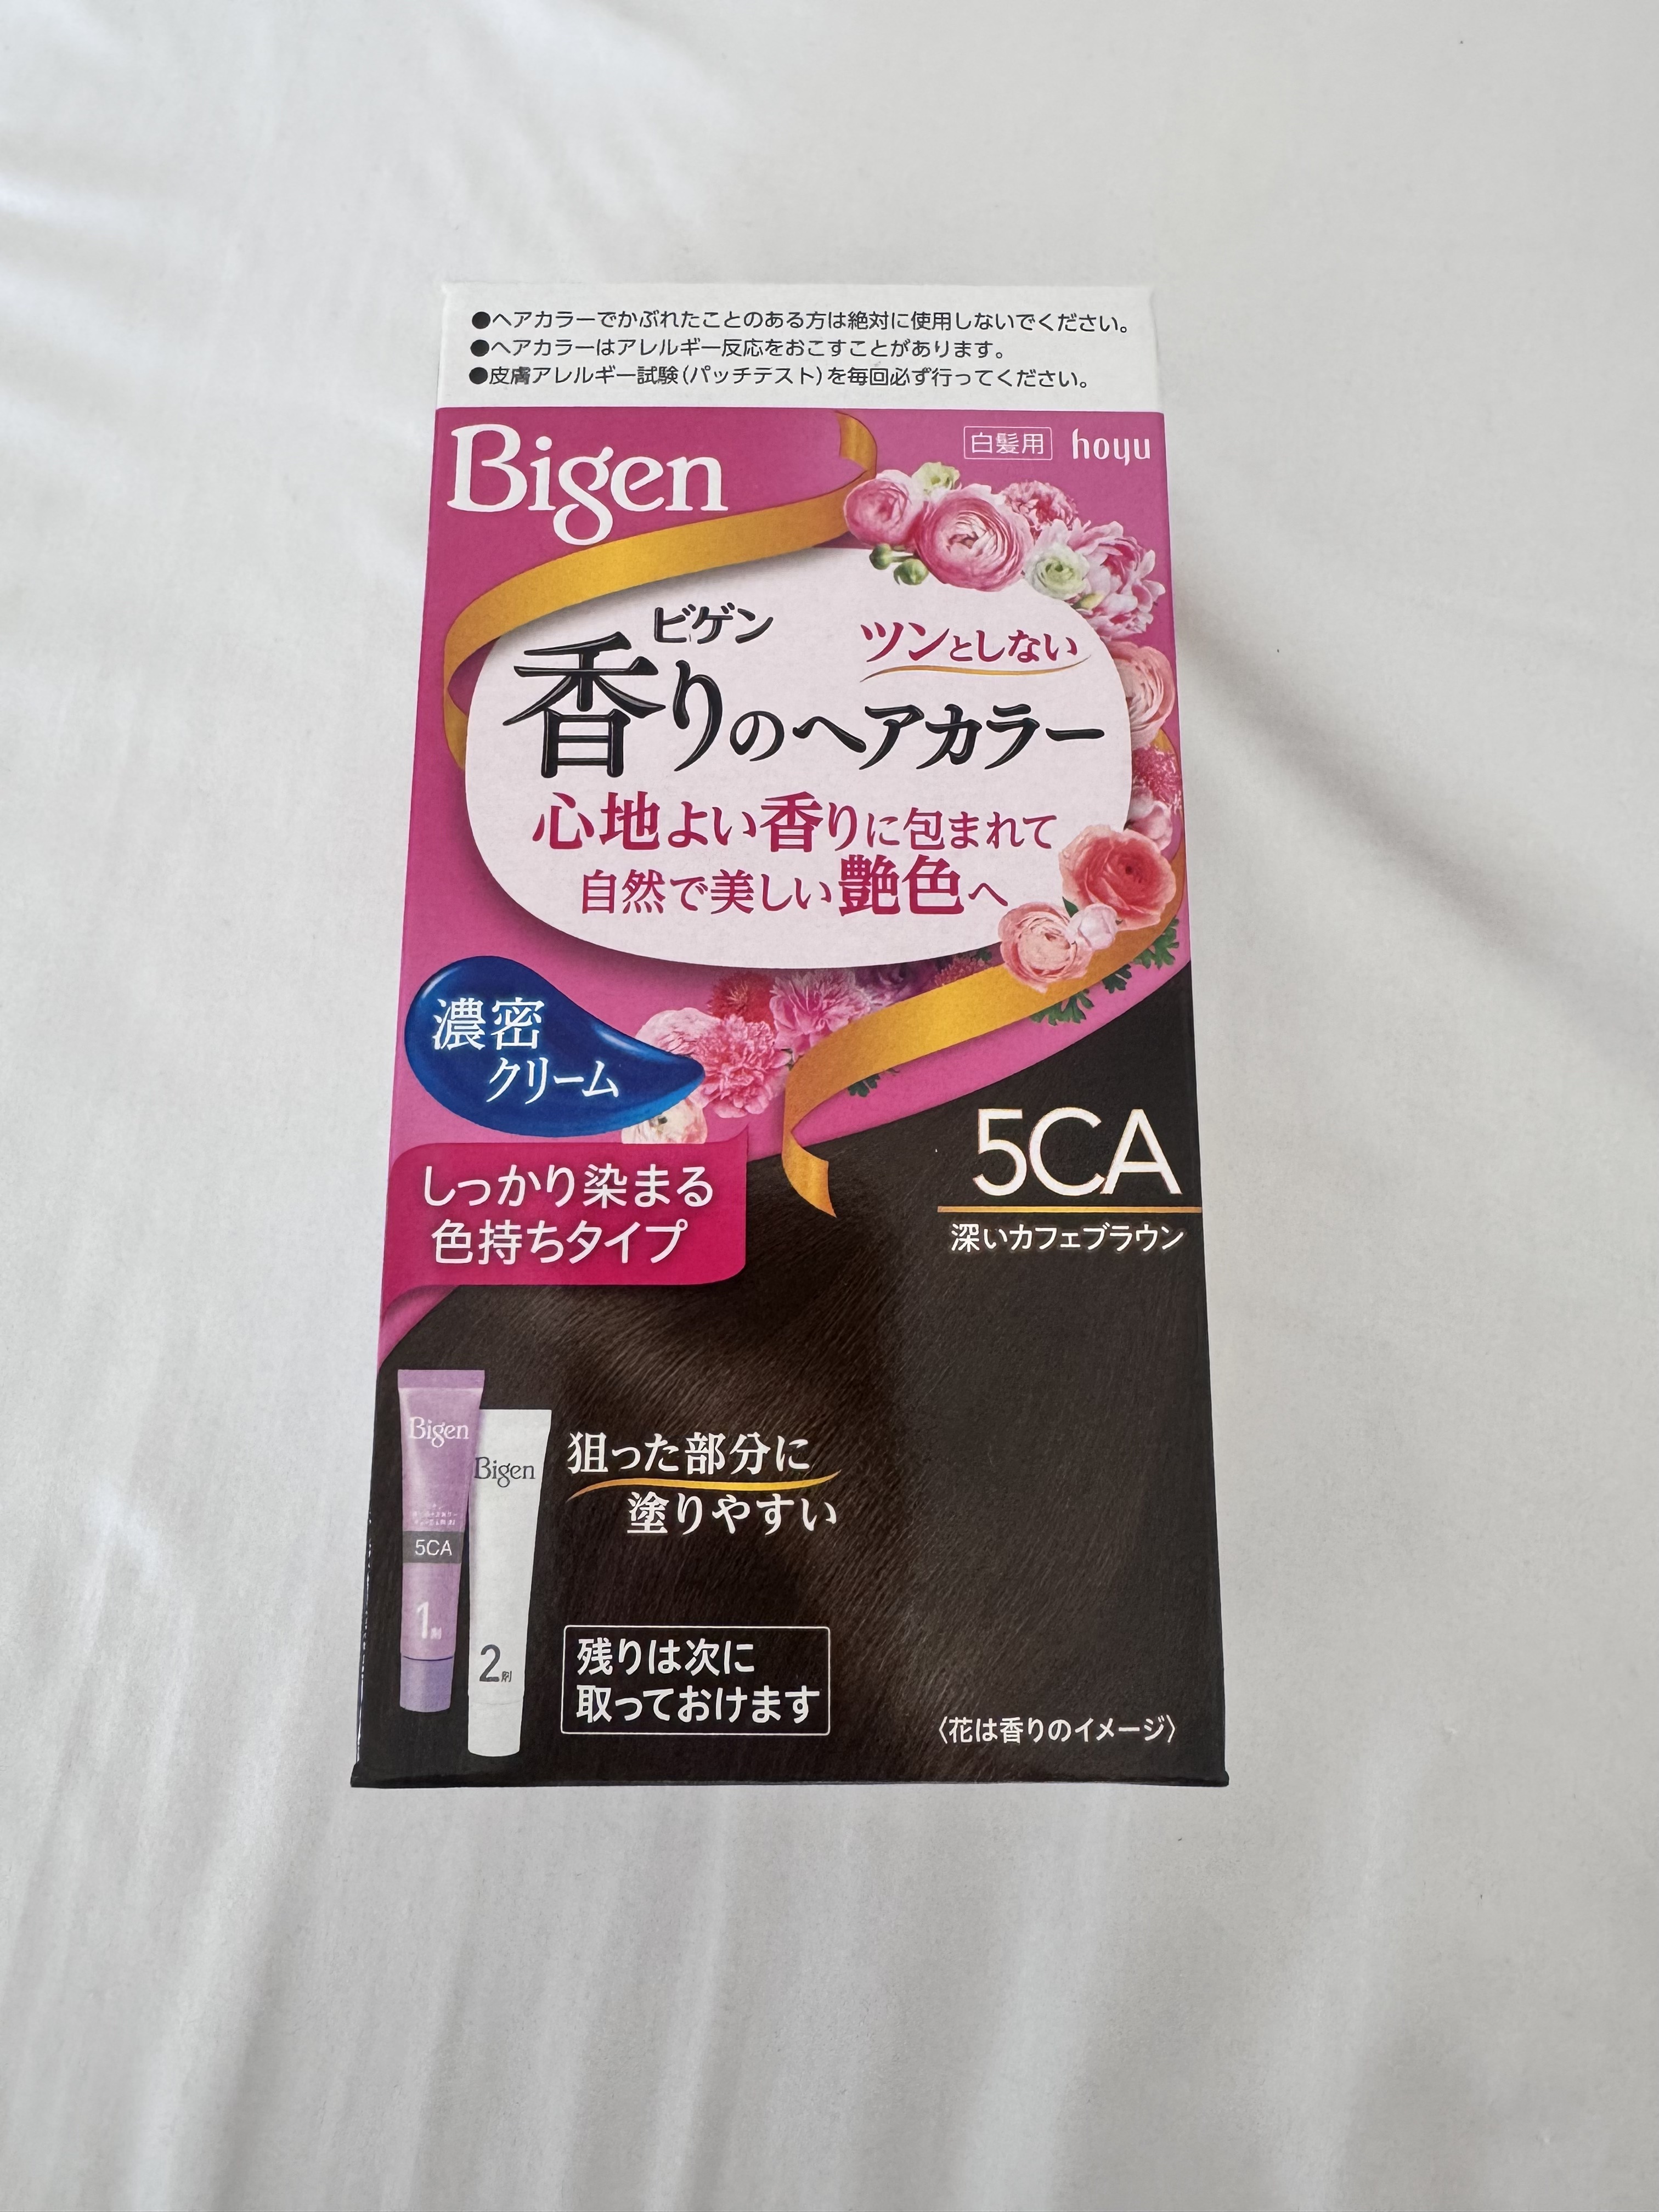 ●ヘアカラーでかぶれたことのある方は絶対に使用しないでください。
●ヘアカラーはアレルギー反応をおこすことがあります。
●皮膚アレルギー試験(パッチテスト)を毎回必ず行ってください。
Bigen
白髪用 hoyu
ビゲン
ツンとしない
香りのヘアカラー
心地よい香りに包まれて
自然で美しい艶色へ
濃密
クリーム
しっかり染まる
色持ちタイプ
5CA
深いカフェブラウン
Bigen
5CA
1剤
Bigen
2剤
狙った部分に
塗りやすい
残りは次に
取っておけます
〈花は香りのイメージ〉